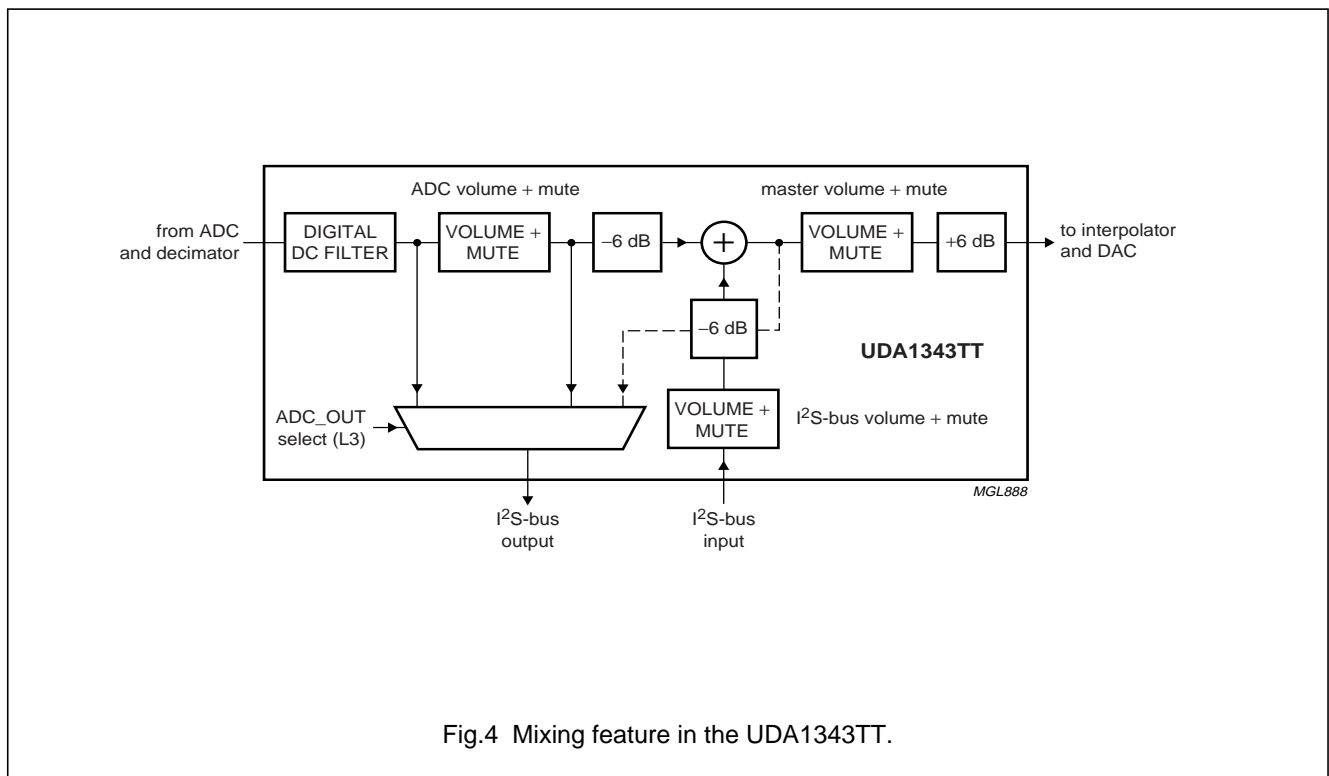 ADC volume + mute
master volume + mute
from ADC
and decimator
DIGITAL
DC FILTER
VOLUME +
MUTE
−6 dB
+
VOLUME +
MUTE
+6 dB
to interpolator
and DAC
−6 dB
UDA1343TT
ADC_OUT
select (L3)
VOLUME +
MUTE
I²S-bus volume + mute
MGL888
I²S-bus
output
I²S-bus
input
Fig.4 Mixing feature in the UDA1343TT.